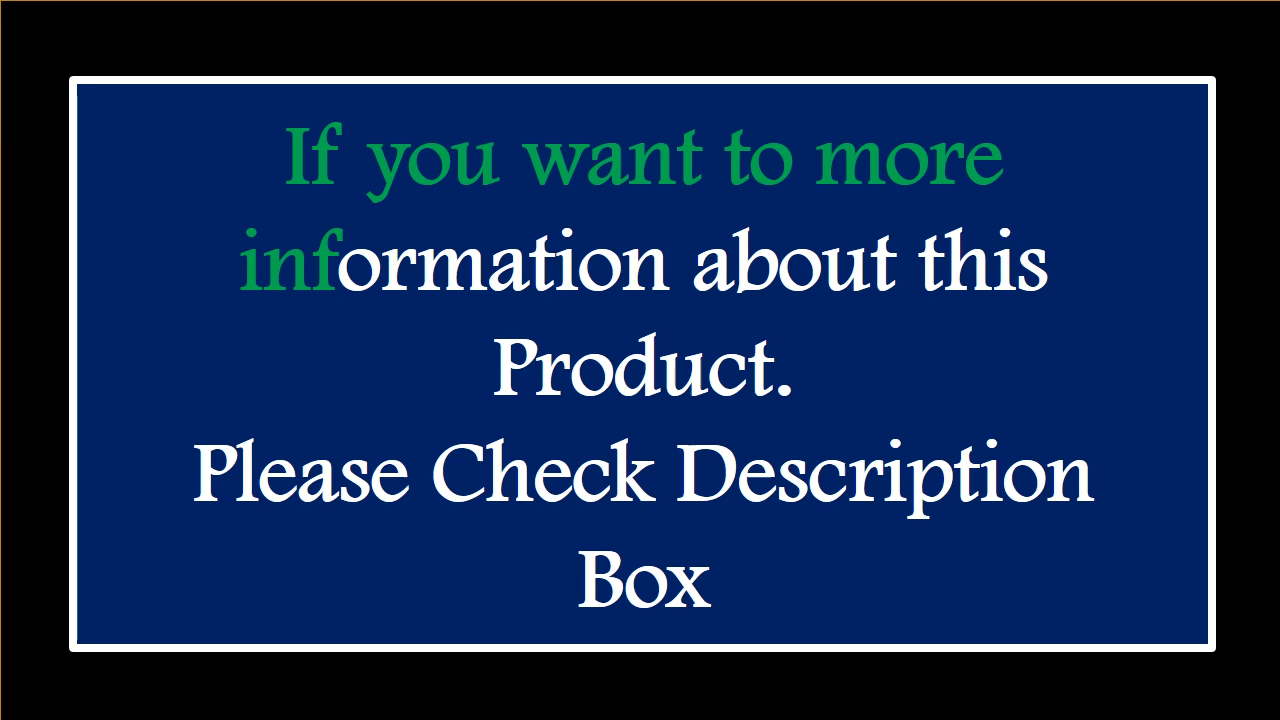 If you want to more
information about this
Product.
Please Check Description
Box